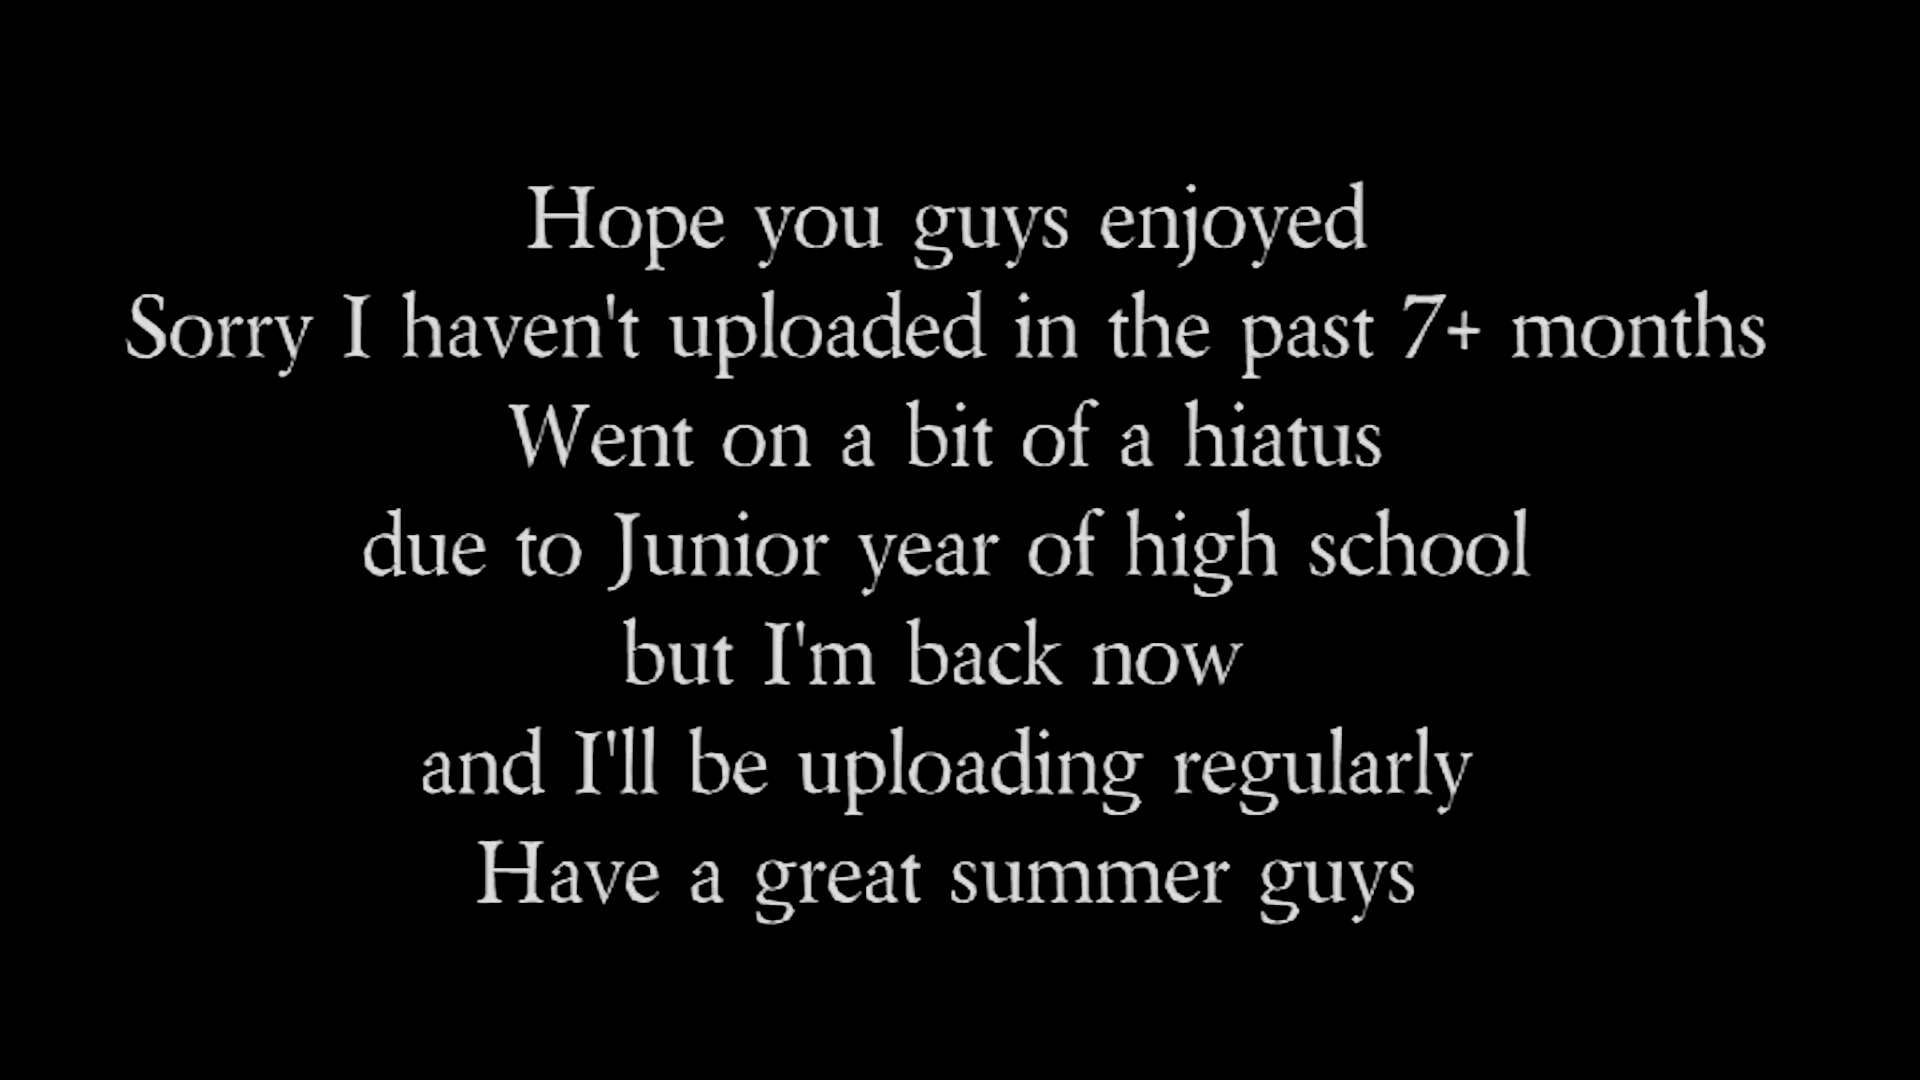 Hope you guys enjoyed
Sorry I haven't uploaded in the past 7+ months
Went on a bit of a hiatus
due to Junior year of high school
but I'm back now
and I'll be uploading regularly
Have a great summer guys